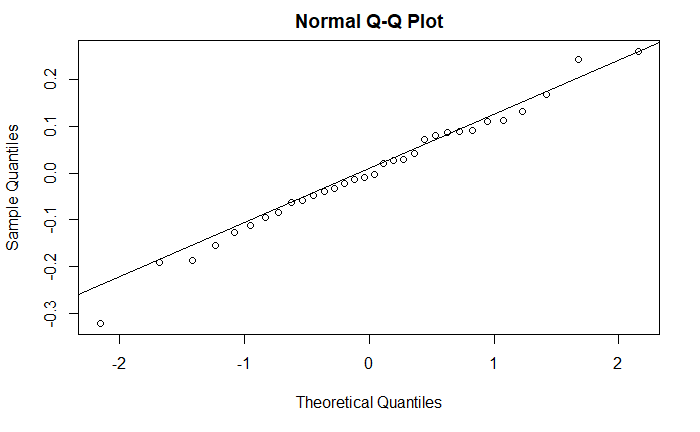 Normal Q-Q Plot
Sample Quantiles
0.2
0.1
0.0
-0.1
-0.2
-0.3
-2 -1 0 1 2
Theoretical Quantiles